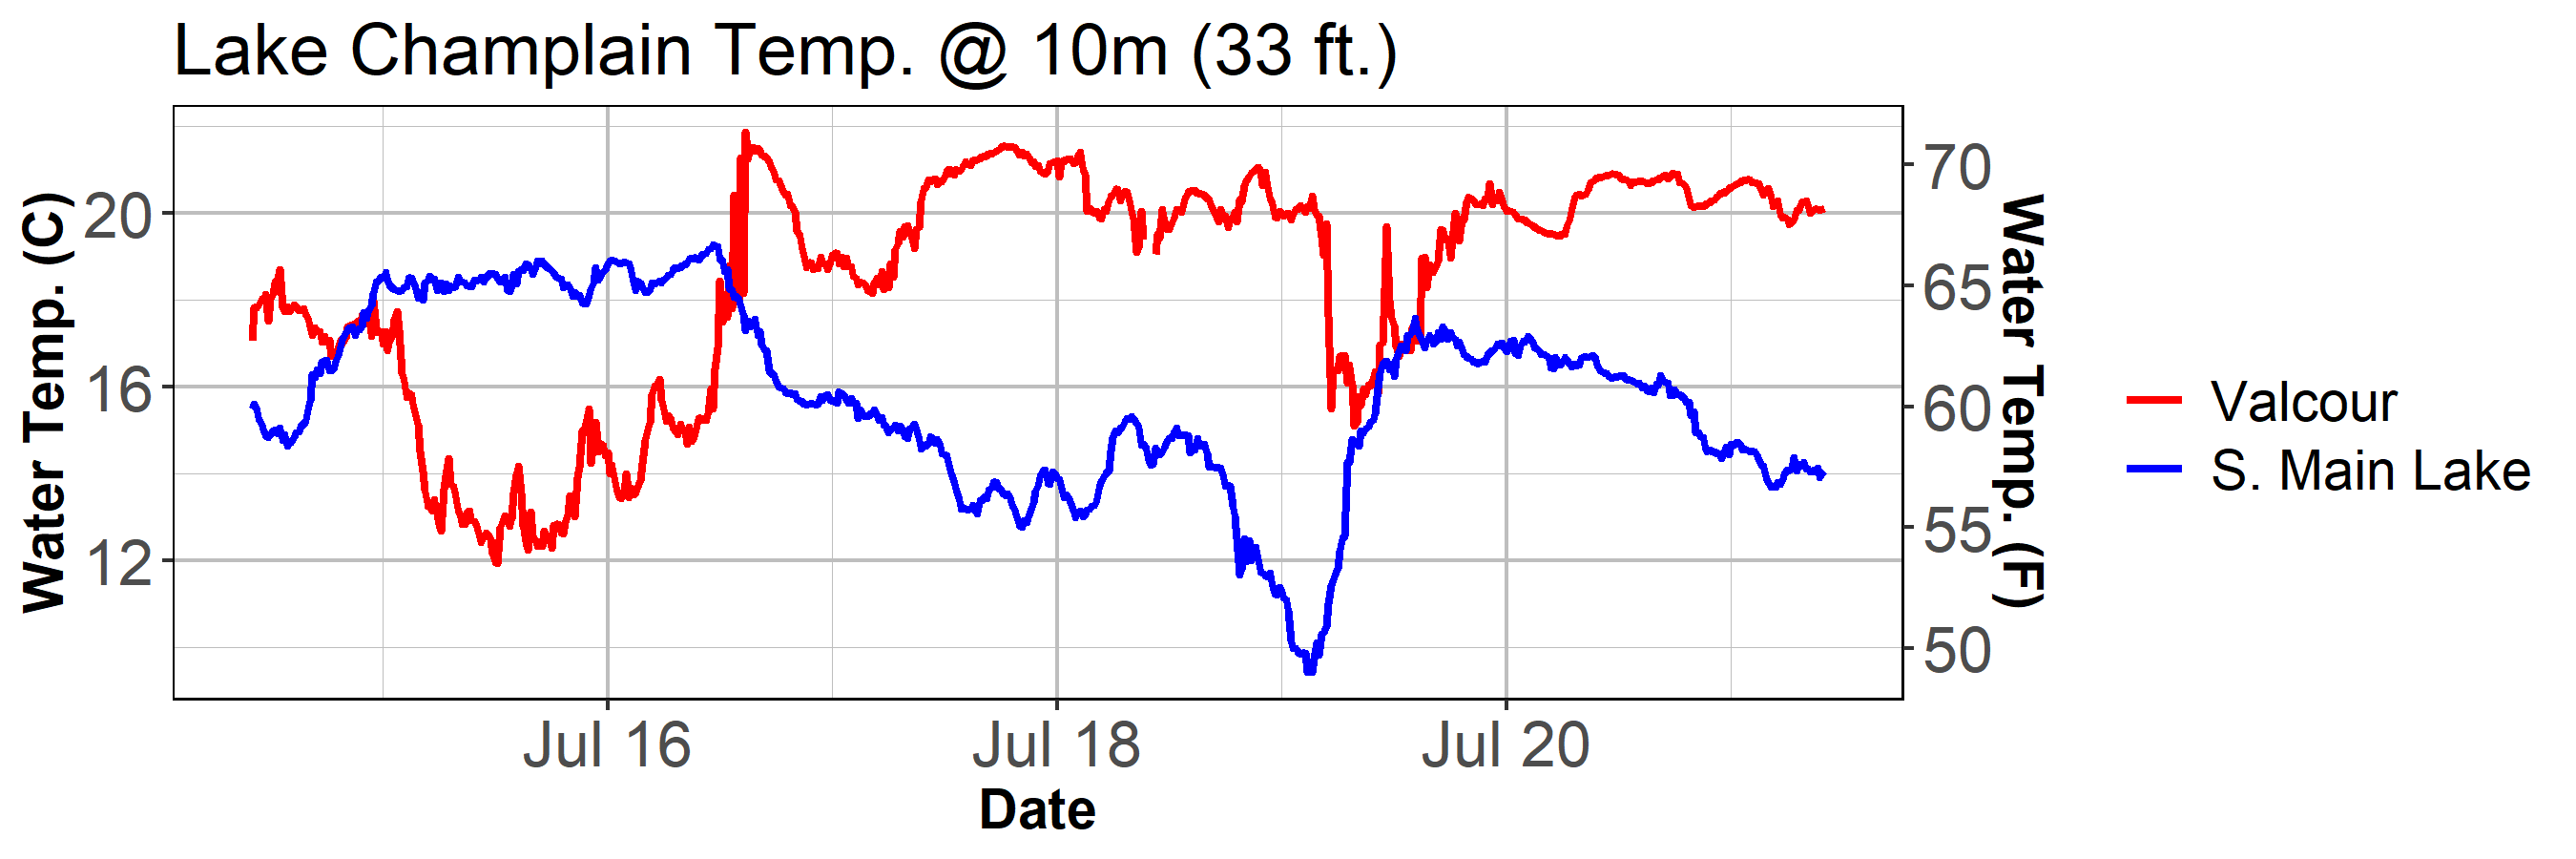 Lake Champlain Temp. @ 10m (33 ft.)
Water Temp. (C)
20
16
12
70
65
60
55
50
Water Temp. (F)
Jul 16
Jul 18
Jul 20
Date
Valcour
S. Main Lake